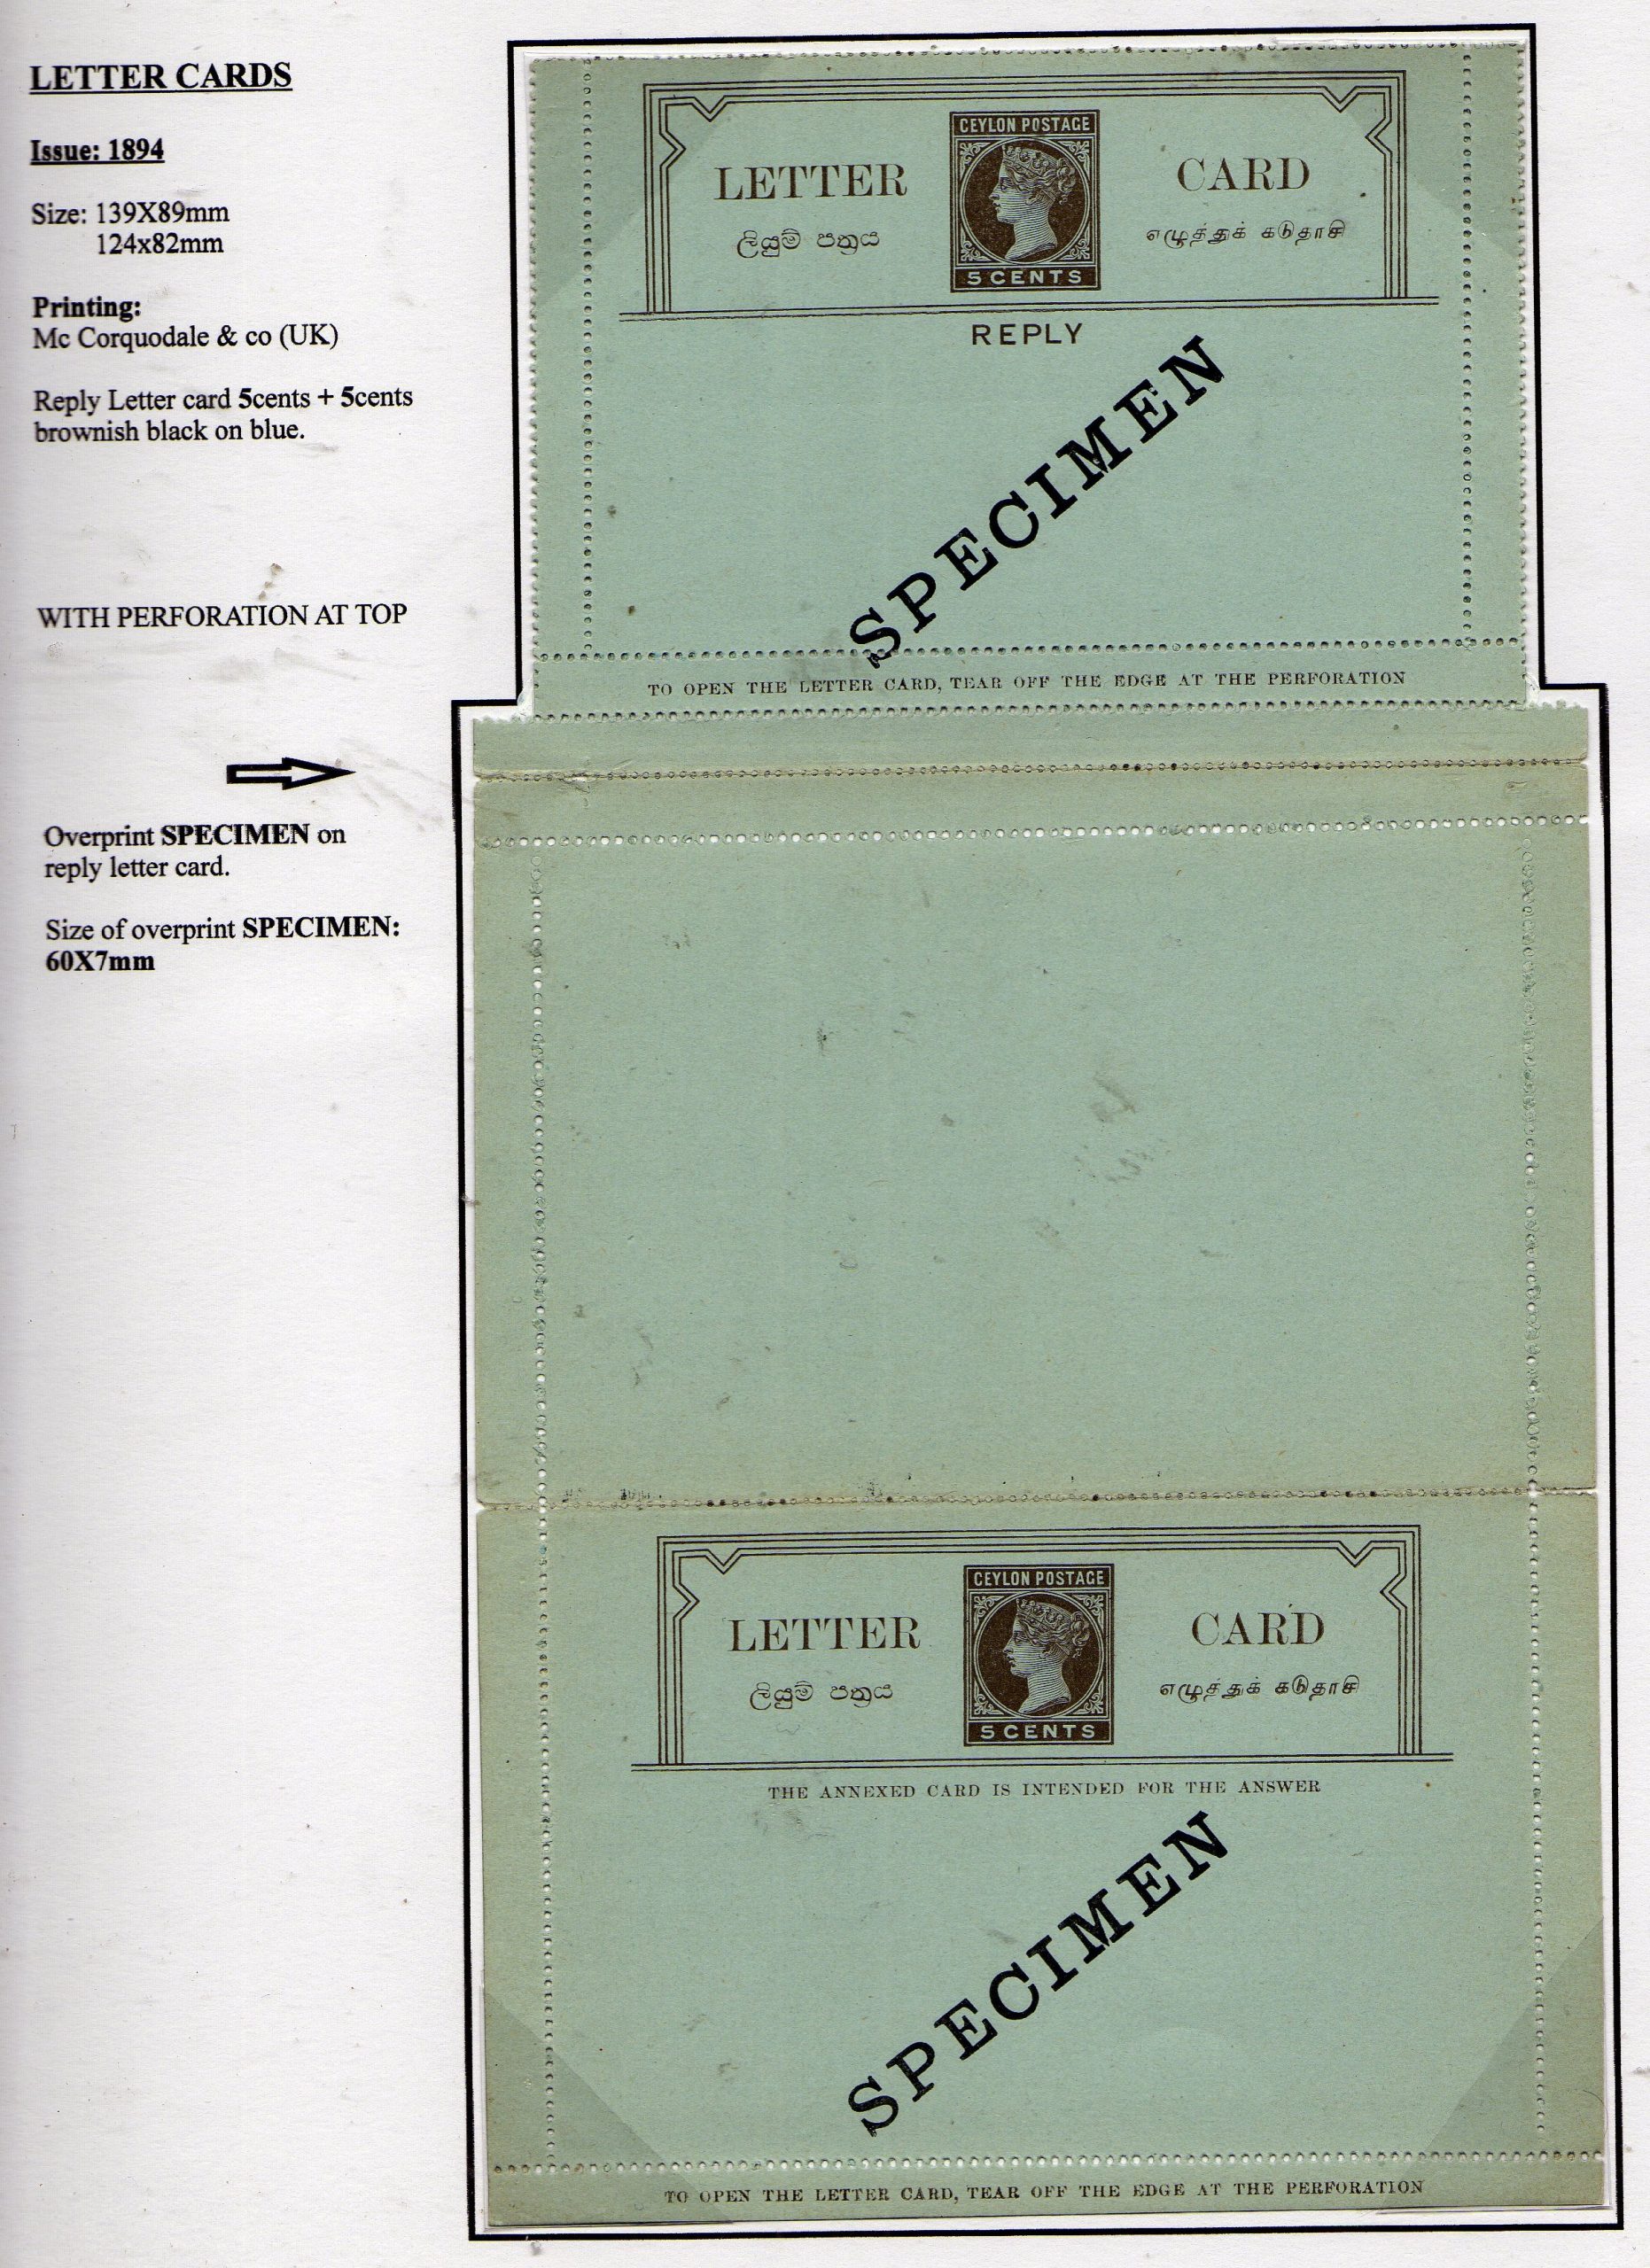 LETTER CARDS
Issue: 1894
Size: 139X89mm
124x82mm
Printing:
Mc Corquodale & co (UK)
Reply Letter card 5cents + 5cents
brownish black on blue.
WITH PERFORATION AT TOP
Overprint SPECIMEN on
reply letter card.
Size of overprint SPECIMEN:
60X7mm
CEYLON POSTAGE
LETTER CARD
ලියුම් පත්‍රය எழுத்துக் கடுதாசி
5 CENTS
REPLY
SPECIMEN
TO OPEN THE LETTER CARD, TEAR OFF THE EDGE AT THE PERFORATION
CEYLON POSTAGE
LETTER CARD
ලියුම් පත්‍රය எழுத்துக் கடுதாசி
5 CENTS
THE ANNEXED CARD IS INTENDED FOR THE ANSWER
SPECIMEN
TO OPEN THE LETTER CARD, TEAR OFF THE EDGE AT THE PERFORATION